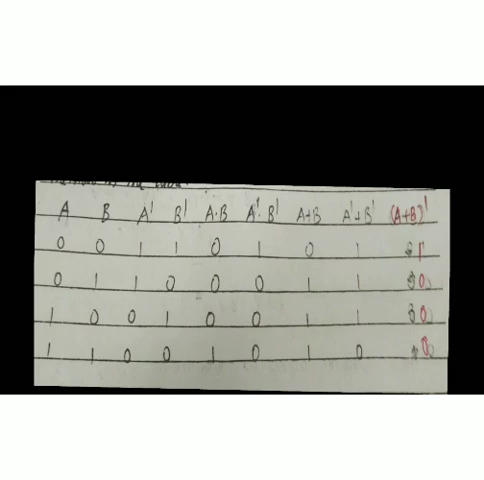 A B A' B' A·B A'·B' A+B A'+B' (A+B)'
0 0 1 1 0 1 0 1 1
0 1 1 0 0 0 1 1 0
1 0 0 1 0 0 1 1 0
1 1 0 0 1 0 1 0 0